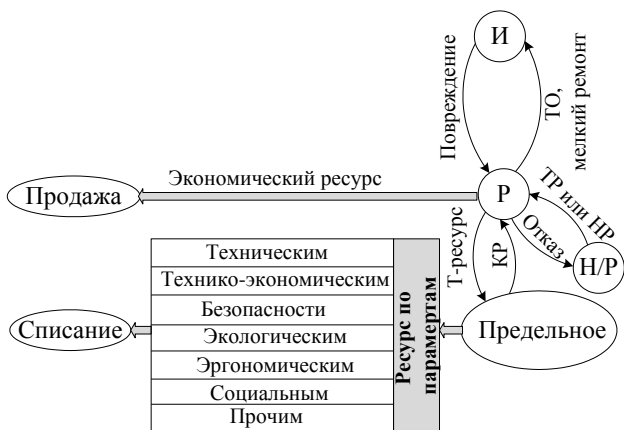 И
Повреждение
ТО,
мелкий ремонт
Экономический ресурс
Продажа
Р
ТР или НР
Отказ
Н/Р
Т-ресурс
КР
Техническим
Технико-экономическим
Безопасности
Экологическим
Эргономическим
Социальным
Прочим
Ресурс по
парамертам
Списание
Предельное